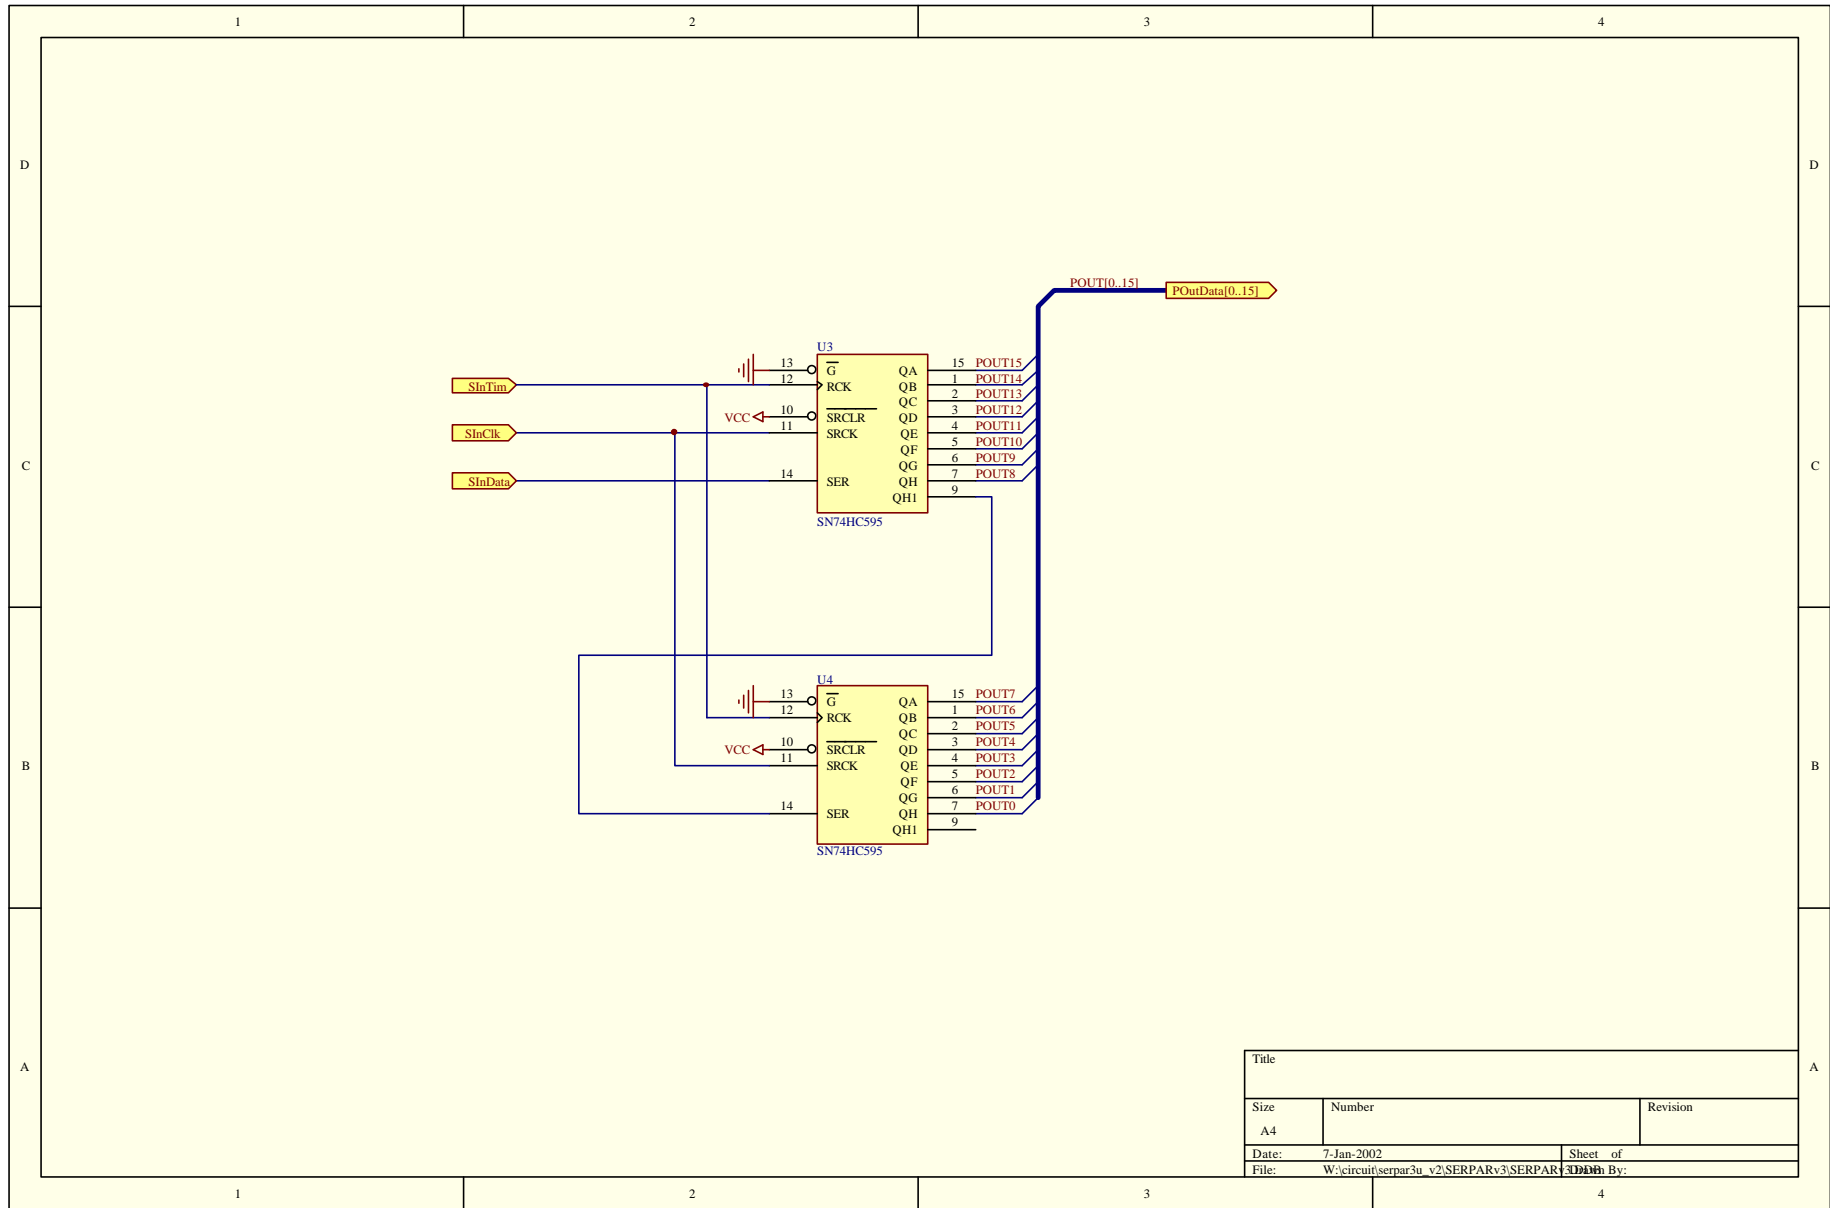 1 2 3 4
D D
POUT[0..15]
POutData[0..15]
C C
SInTim
SInClk
SInData
U3
13 G QA 15 POUT15
12 RCK QB 1 POUT14
QC 2 POUT13
VCC 10 SRCLR QD 3 POUT12
11 SRCK QE 4 POUT11
QF 5 POUT10
QG 6 POUT9
14 SER QH 7 POUT8
QH1 9
SN74HC595
U4
13 G QA 15 POUT7
12 RCK QB 1 POUT6
QC 2 POUT5
VCC 10 SRCLR QD 3 POUT4
11 SRCK QE 4 POUT3
QF 5 POUT2
QG 6 POUT1
14 SER QH 7 POUT0
QH1 9
SN74HC595
B B
A A
Title
Size Number Revision
A4
Date: 7-Jan-2002 Sheet of
File: W:\circuit\serpar3u_v2\SERPARv3\SERPARv3.DDB Drawn By:
1 2 3 4